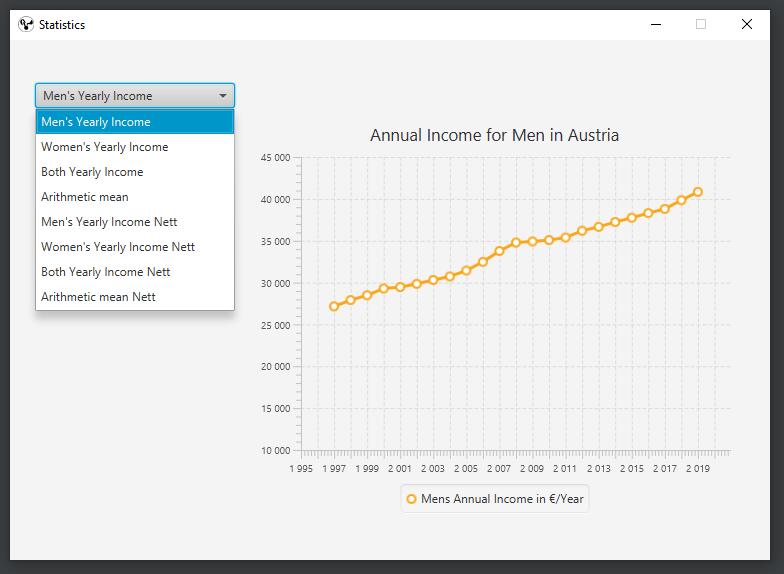 Statistics
Men's Yearly Income
Men's Yearly Income
Women's Yearly Income
Both Yearly Income
Arithmetic mean
Men's Yearly Income Nett
Women's Yearly Income Nett
Both Yearly Income Nett
Arithmetic mean Nett
Annual Income for Men in Austria
45 000
40 000
35 000
30 000
25 000
20 000
15 000
10 000
1 995 1 997 1 999 2 001 2 003 2 005 2 007 2 009 2 011 2 013 2 015 2 017 2 019
Mens Annual Income in €/Year